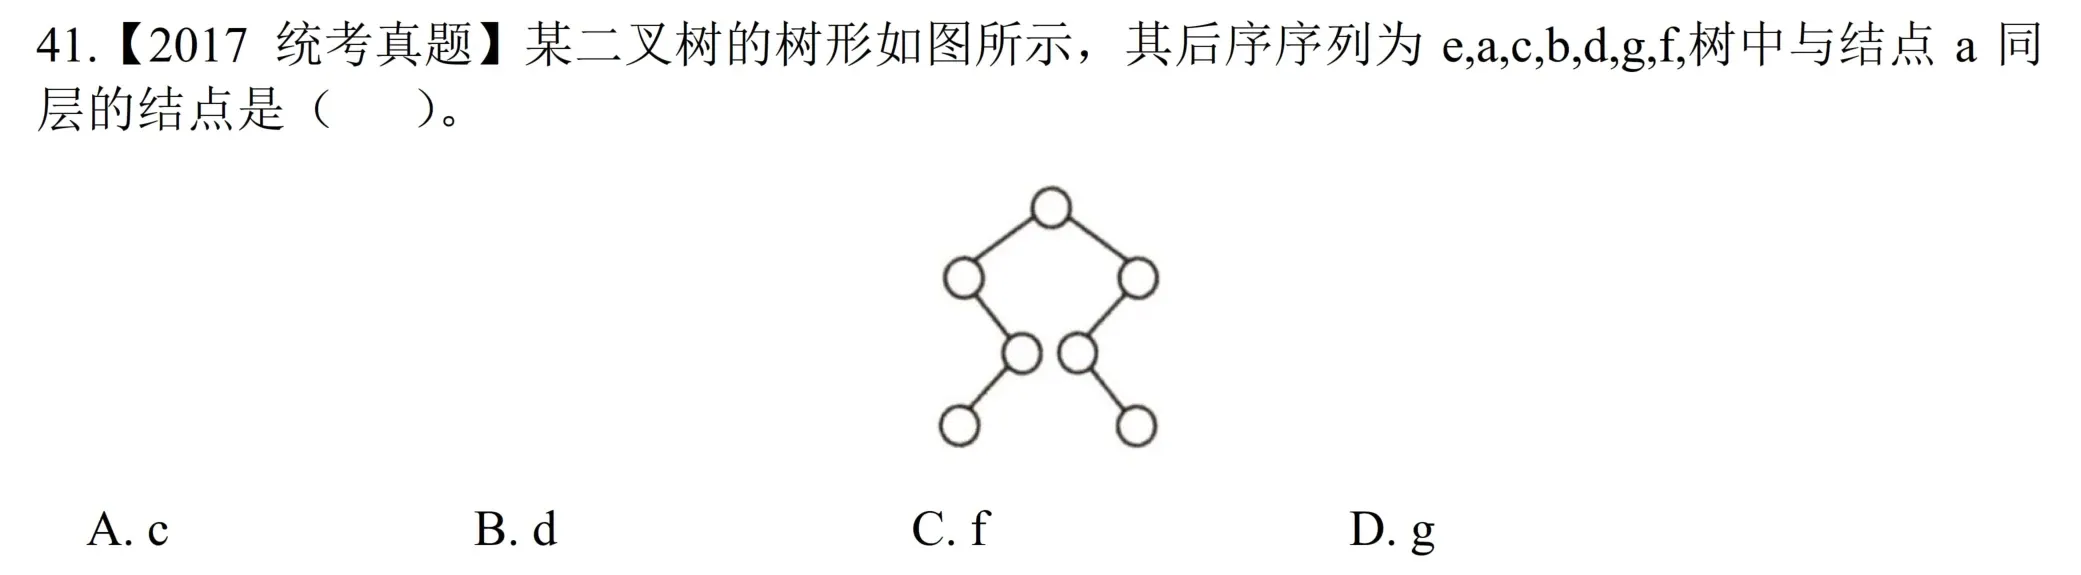 41.【2017 统考真题】某二叉树的树形如图所示，其后序序列为 e,a,c,b,d,g,f,树中与结点 a 同
层的结点是（    ）。
A. c    B. d    C. f    D. g